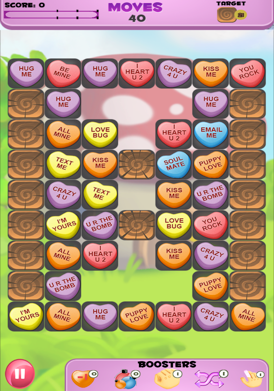 SCORE: 0
MOVES
40
TARGET
HUG ME
BE MINE
HUG ME
I HEART U 2
CRAZY 4 U
KISS ME
YOU ROCK
HUG ME
HUG ME
ALL MINE
LOVE BUG
I HEART U 2
EMAIL ME
TEXT ME
KISS ME
SOUL MATE
PUPPY LOVE
CRAZY 4 U
TEXT ME
KISS ME
U R THE BOMB
I'M YOURS
U R THE BOMB
LOVE BUG
YOU ROCK
ALL MINE
I HEART U 2
KISS ME
CRAZY 4 U
U R THE BOMB
PUPPY LOVE
I'M YOURS
ALL MINE
HUG ME
PUPPY LOVE
I HEART U 2
CRAZY 4 U
ALL MINE
BOOSTERS